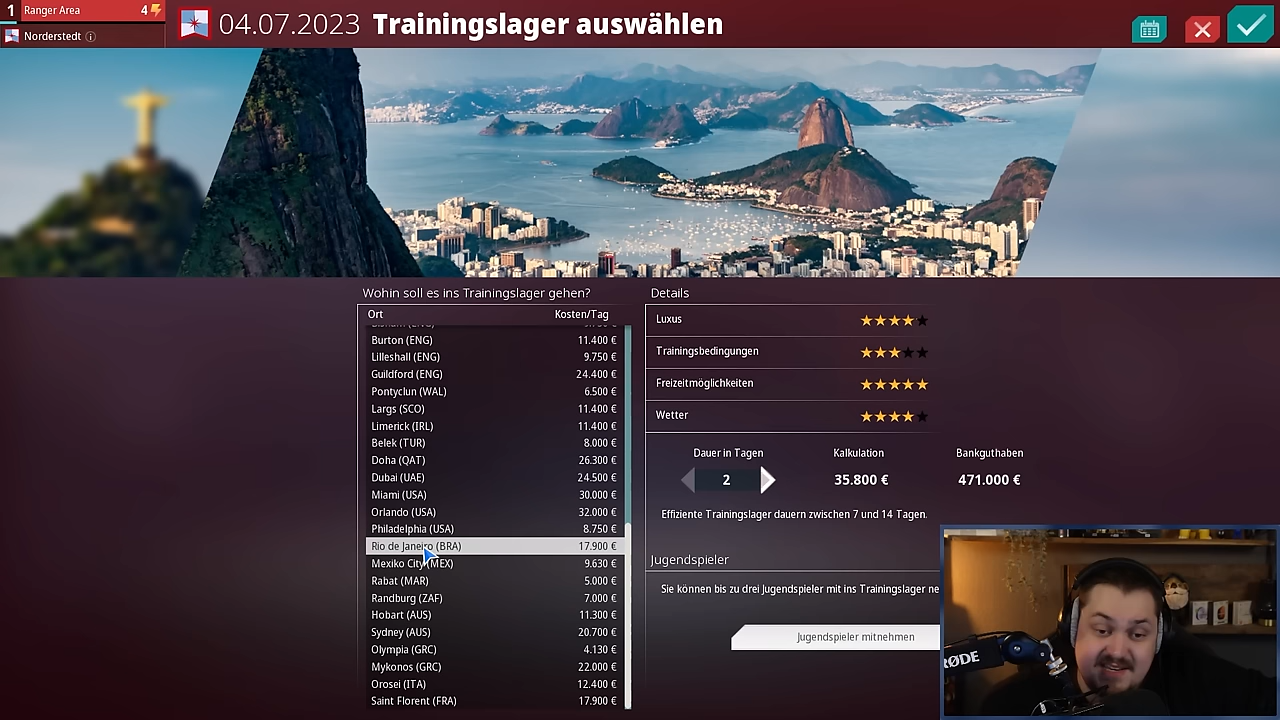 1 Ranger Area 4
Norderstedt
04.07.2023 Trainingslager auswählen
Wohin soll es ins Trainingslager gehen?
Ort Kosten/Tag
Burton (ENG) 11.400 €
Lilleshall (ENG) 9.750 €
Guildford (ENG) 24.400 €
Pontyclun (WAL) 6.500 €
Largs (SCO) 11.400 €
Limerick (IRL) 11.400 €
Belek (TUR) 8.000 €
Doha (QAT) 26.300 €
Dubai (UAE) 24.500 €
Miami (USA) 30.000 €
Orlando (USA) 32.000 €
Philadelphia (USA) 8.750 €
Rio de Janeiro (BRA) 17.900 €
Mexiko City (MEX) 9.630 €
Rabat (MAR) 5.000 €
Randburg (ZAF) 7.000 €
Hobart (AUS) 11.300 €
Sydney (AUS) 20.700 €
Olympia (GRC) 4.130 €
Mykonos (GRC) 22.000 €
Orosei (ITA) 12.400 €
Saint Florent (FRA) 17.900 €
Details
Luxus
Trainingsbedingungen
Freizeitmöglichkeiten
Wetter
Dauer in Tagen Kalkulation Bankguthaben
2 35.800 € 471.000 €
Effiziente Trainingslager dauern zwischen 7 und 14 Tagen.
Jugendspieler
Sie können bis zu drei Jugendspieler mit ins Trainingslager ne
Jugendspieler mitnehmen
RØDE